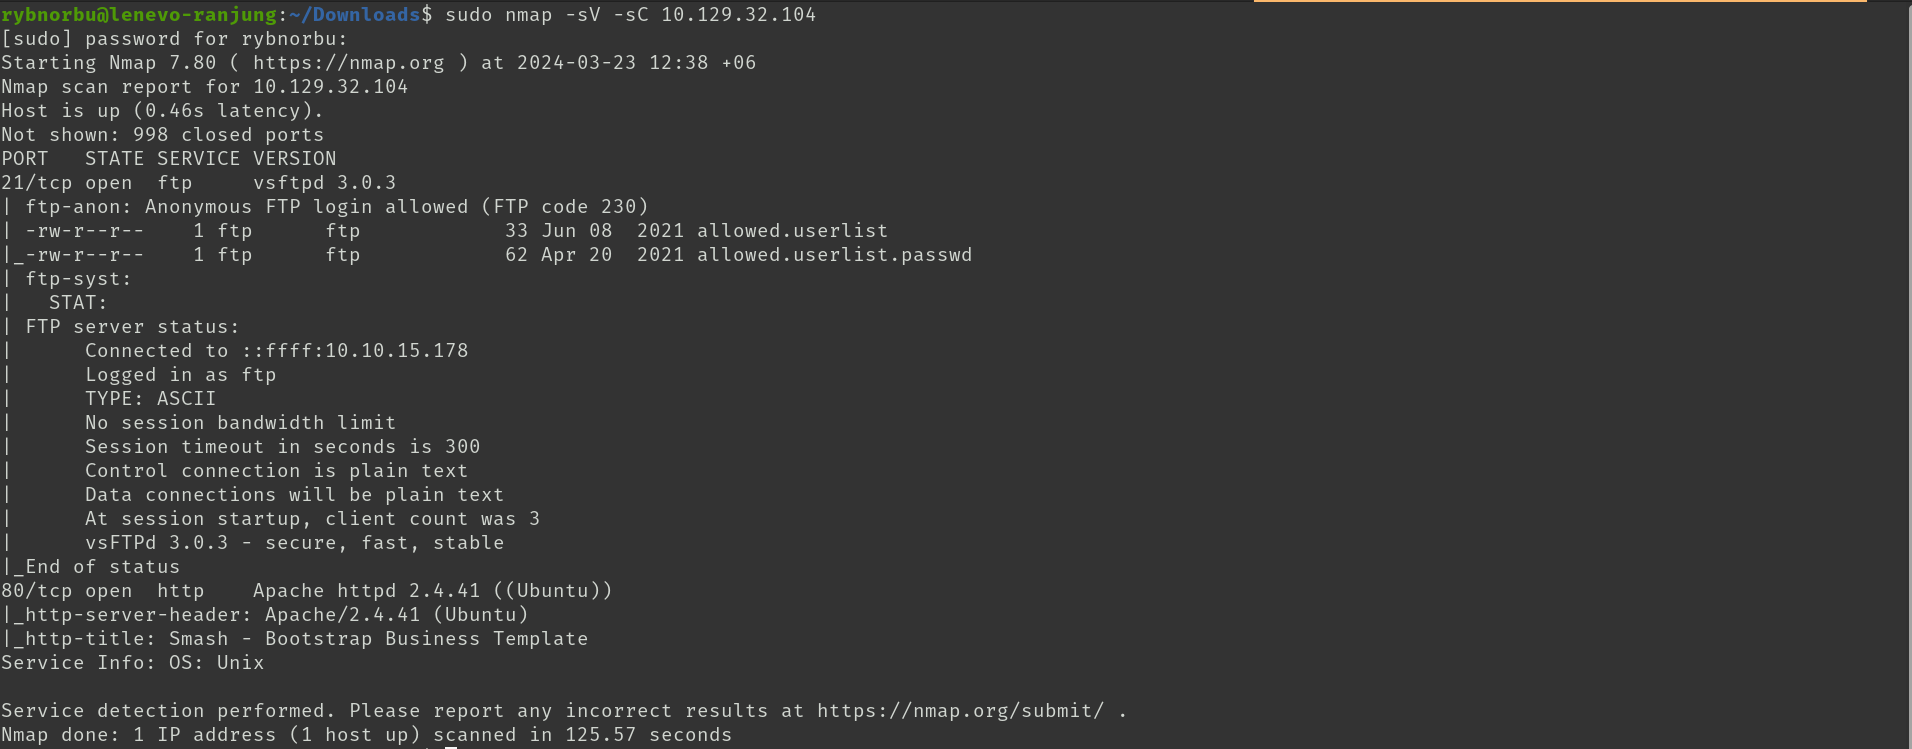 rybnorbu@lenevo-ranjung:~/Downloads$ sudo nmap -sV -sC 10.129.32.104
[sudo] password for rybnorbu:
Starting Nmap 7.80 ( https://nmap.org ) at 2024-03-23 12:38 +06
Nmap scan report for 10.129.32.104
Host is up (0.46s latency).
Not shown: 998 closed ports
PORT   STATE SERVICE VERSION
21/tcp open  ftp     vsftpd 3.0.3
| ftp-anon: Anonymous FTP login allowed (FTP code 230)
| -rw-r--r--    1 ftp      ftp            33 Jun 08  2021 allowed.userlist
|_-rw-r--r--    1 ftp      ftp            62 Apr 20  2021 allowed.userlist.passwd
| ftp-syst:
|   STAT:
| FTP server status:
|      Connected to ::ffff:10.10.15.178
|      Logged in as ftp
|      TYPE: ASCII
|      No session bandwidth limit
|      Session timeout in seconds is 300
|      Control connection is plain text
|      Data connections will be plain text
|      At session startup, client count was 3
|      vsFTPd 3.0.3 - secure, fast, stable
|_End of status
80/tcp open  http    Apache httpd 2.4.41 ((Ubuntu))
|_http-server-header: Apache/2.4.41 (Ubuntu)
|_http-title: Smash - Bootstrap Business Template
Service Info: OS: Unix

Service detection performed. Please report any incorrect results at https://nmap.org/submit/ .
Nmap done: 1 IP address (1 host up) scanned in 125.57 seconds